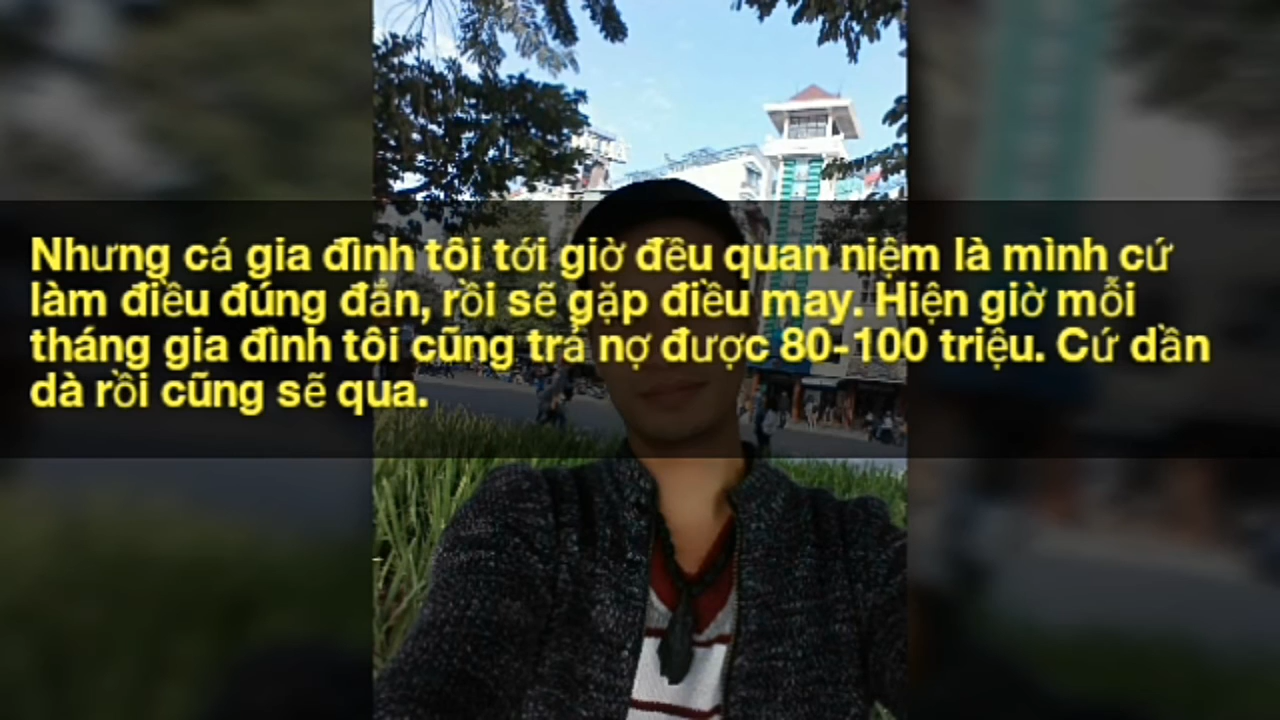 Nhưng cá gia đình tôi tới giờ đều quan niệm là mình cứ
làm điều đúng đắn, rồi sẽ gặp điều may. Hiện giờ mỗi
tháng gia đình tôi cũng trả nợ được 80-100 triệu. Cứ dần
dà rồi cũng sẽ qua.